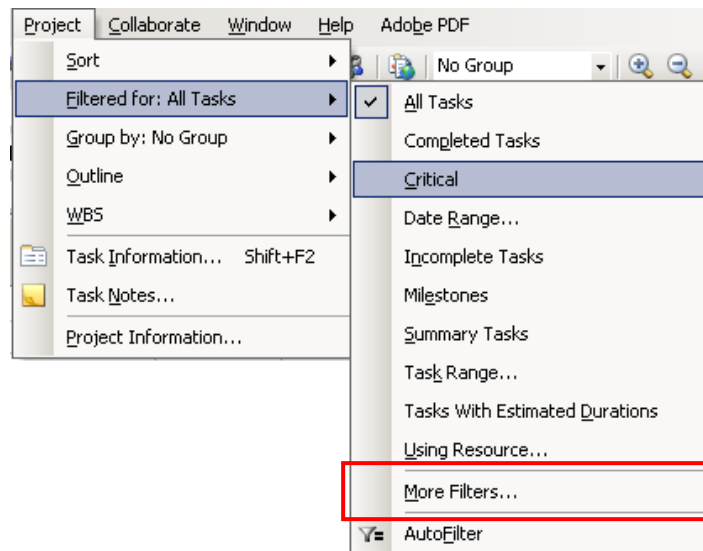 Project Collaborate Window Help Adobe PDF
Sort
No Group
Filtered for: All Tasks
All Tasks
Completed Tasks
Group by: No Group
Critical
Outline
Date Range...
WBS
Incomplete Tasks
Task Information... Shift+F2
Milestones
Task Notes...
Summary Tasks
Project Information...
Task Range...
Tasks With Estimated Durations
Using Resource...
More Filters...
AutoFilter